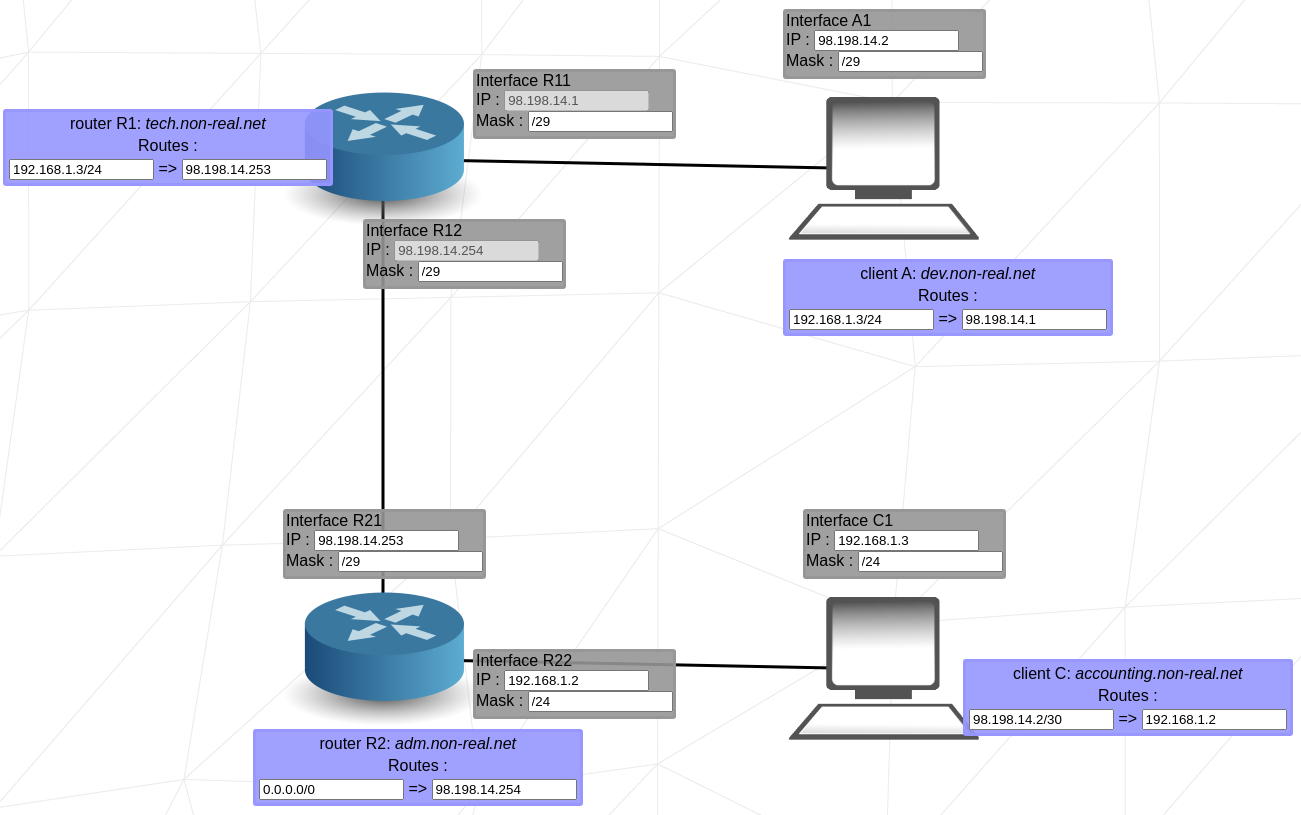 Interface A1
IP : 98.198.14.2
Mask : /29
Interface R11
IP : 98.198.14.1
Mask : /29
router R1: tech.non-real.net
Routes :
192.168.1.3/24 => 98.198.14.253
Interface R12
IP : 98.198.14.254
Mask : /29
client A: dev.non-real.net
Routes :
192.168.1.3/24 => 98.198.14.1
Interface R21
IP : 98.198.14.253
Mask : /29
Interface C1
IP : 192.168.1.3
Mask : /24
Interface R22
IP : 192.168.1.2
Mask : /24
client C: accounting.non-real.net
Routes :
98.198.14.2/30 => 192.168.1.2
router R2: adm.non-real.net
Routes :
0.0.0.0/0 => 98.198.14.254